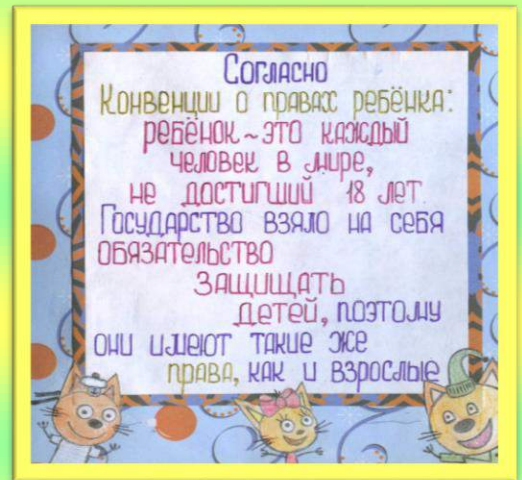 Согласно
Конвенции о правах ребёнка:
ребёнок ~ это каждый
человек в мире,
не достигший 18 лет.
Государство взяло на себя
обязательство
защищать
детей, поэтому
они имеют такие же
права, как и взрослые